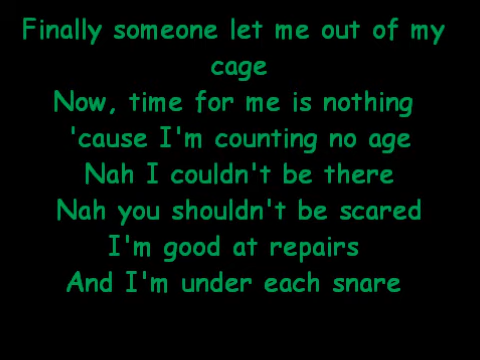 Finally someone let me out of my
cage
Now, time for me is nothing
'cause I'm counting no age
Nah I couldn't be there
Nah you shouldn't be scared
I'm good at repairs
And I'm under each snare